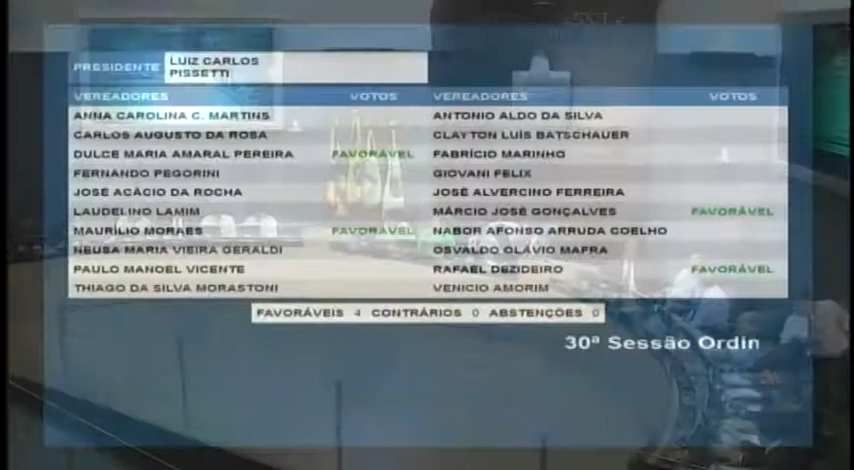 PRESIDENTE LUIZ CARLOS
PISSETTI
VEREADORES VOTOS VEREADORES VOTOS
ANNA CAROLINA C. MARTINS ANTONIO ALDO DA SILVA
CARLOS AUGUSTO DA ROSA CLAYTON LUÍS BATSCHAUER
DULCE MARIA AMARAL PEREIRA FAVORÁVEL FABRÍCIO MARINHO
FERNANDO PEGORINI GIOVANI FELIX
JOSÉ ACÁCIO DA ROCHA JOSÉ ALVERCINO FERREIRA
LAUDELINO LAMIM MÁRCIO JOSÉ GONÇALVES FAVORÁVEL
MAURÍLIO MORAES FAVORÁVEL NABOR AFONSO ARRUDA COELHO
NEUSA MARIA VIEIRA GERALDI OSVALDO OLAVIO MAFRA
PAULO MANOEL VICENTE RAFAEL DEZIDEIRO FAVORÁVEL
THIAGO DA SILVA MORASTONI VENICIO AMORIM
FAVORÁVEIS 4 CONTRÁRIOS 0 ABSTENÇÕES 0
30ª Sessão Ordin